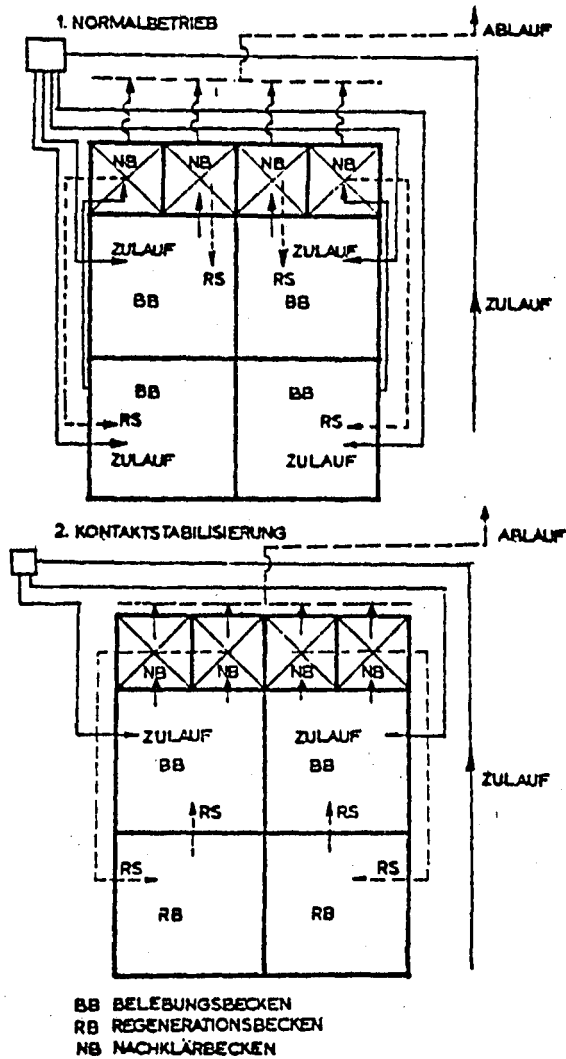 1. NORMALBETRIEB
ABLAUF
NB NB NB NB
ZULAUF ZULAUF
RS RS
BB BB
ZULAUF
BB BB
RS RS
ZULAUF ZULAUF
2. KONTAKTSTABILISIERUNG
ABLAUF
NB NB NB NB
ZULAUF ZULAUF
BB BB
ZULAUF
RS RS
RS RS
RB RB
BB BELEBUNGSBECKEN
RB REGENERATIONSBECKEN
NB NACHKLÄRBECKEN